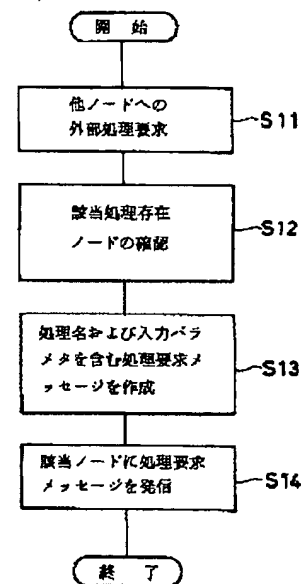 開 始
他ノードへの
外部処理要求
S11
該当処理存在
ノードの確認
S12
処理名および入力パラ
メタを含む処理要求メ
ッセージを作成
S13
該当ノードに処理要求
メッセージを発信
S14
終 了